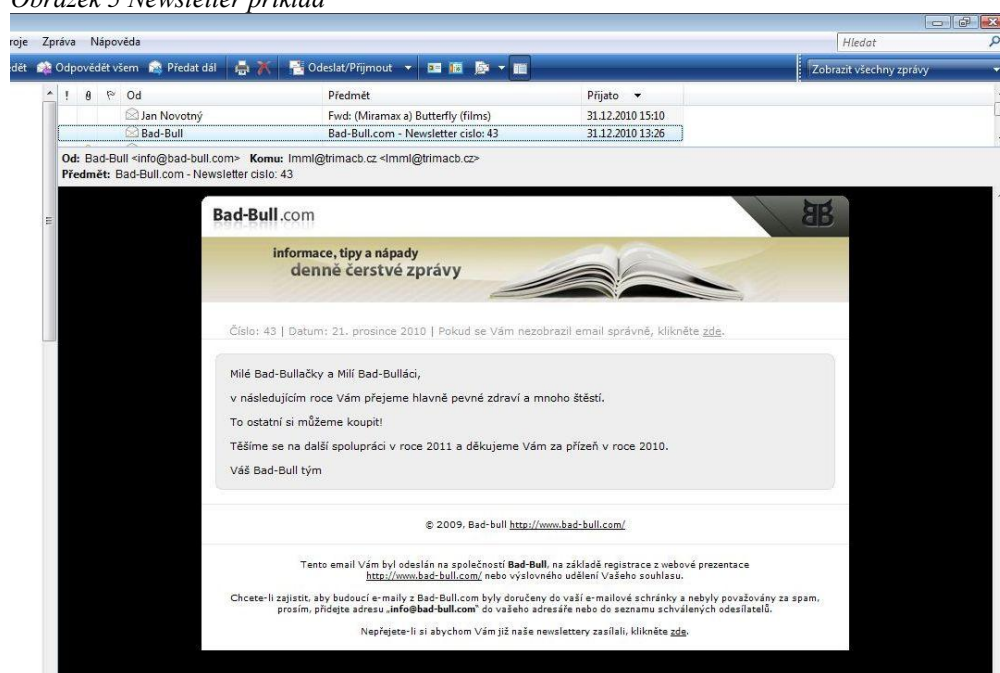 Obrázek 5 Newsletter příklad
roje Zpráva Nápověda
Hledat
dět Odpovědět všem Předat dál Odeslat/Přijmout Zobrazit všechny zprávy
! Od Předmět Přijato
Jan Novotný Fwd: (Miramax a) Butterfly (films) 31.12.2010 15:10
Bad-Bull Bad-Bull.com - Newsletter cislo: 43 31.12.2010 13:26
Od: Bad-Bull <info@bad-bull.com> Komu: lmml@trimacb.cz <lmml@trimacb.cz>
Předmět: Bad-Bull.com - Newsletter cislo: 43
Bad-Bull.com
informace, tipy a nápady
denně čerstvé zprávy
Číslo: 43 | Datum: 21. prosince 2010 | Pokud se Vám nezobrazil email správně, klikněte zde.
Milé Bad-Bullačky a Milí Bad-Bulláci,
v následujícím roce Vám přejeme hlavně pevné zdraví a mnoho štěstí.
To ostatní si můžeme koupit!
Těšíme se na další spolupráci v roce 2011 a děkujeme Vám za přízeň v roce 2010.
Váš Bad-Bull tým
© 2009, Bad-bull http://www.bad-bull.com/
Tento email Vám byl odeslán na společností Bad-Bull, na základě registrace z webové prezentace
http://www.bad-bull.com/ nebo výslovného udělení Vašeho souhlasu.
Chcete-li zajistit, aby budoucí e-maily z Bad-Bull.com byly doručeny do vaší e-mailové schránky a nebyly považovány za spam,
prosím, přidejte adresu „info@bad-bull.com" do vašeho adresáře nebo do seznamu schválených odesílatelů.
Nepřejete-li si abychom Vám již naše newslettery zasílali, klikněte zde.